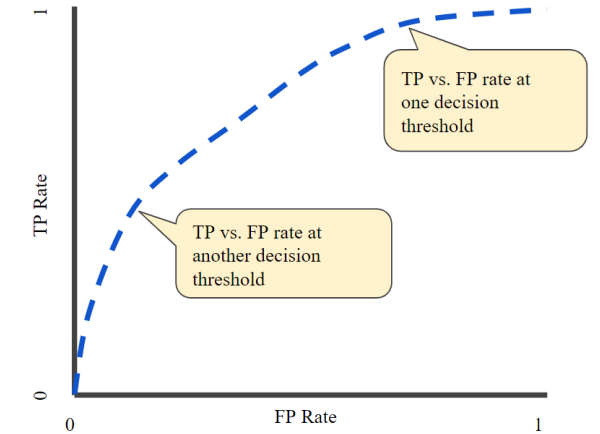 1
TP vs. FP rate at
one decision
threshold
TP Rate
TP vs. FP rate at
another decision
threshold
0
0
FP Rate
1